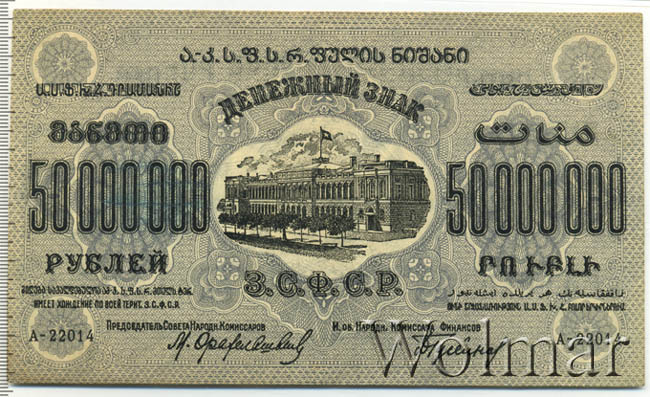 ა-კ.ს.ფ.ს.რ. ფულის ნიშანი
ДЕНЕЖНЫЙ ЗНАК
მანეთი
منات
50 000 000
50 000 000
РУБЛЕЙ
ՌՈՒԲԼԻ
З.С.Ф.С.Р.
ИМЕЕТ ХОЖДЕНИЕ ПО ВСЕЙ ТЕРИТ. З.С.Ф.С.Р.
А-22014
Председатель Совета Народн. Комиссаров
И. об. Народн. Комиссара Финансов
А-22014
Wolmar